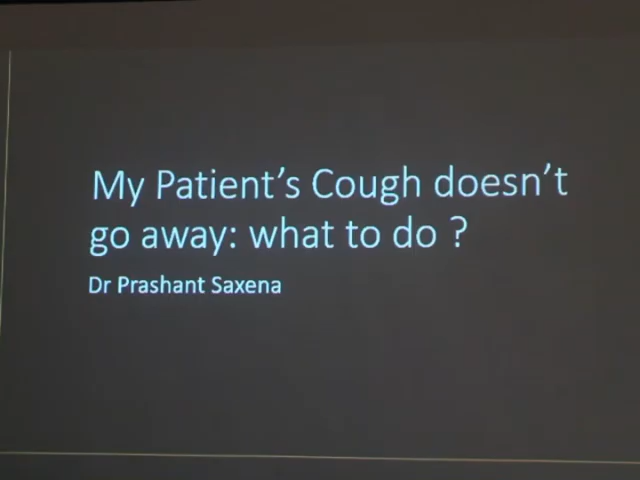 My Patient's Cough doesn't
go away: what to do ?
Dr Prashant Saxena